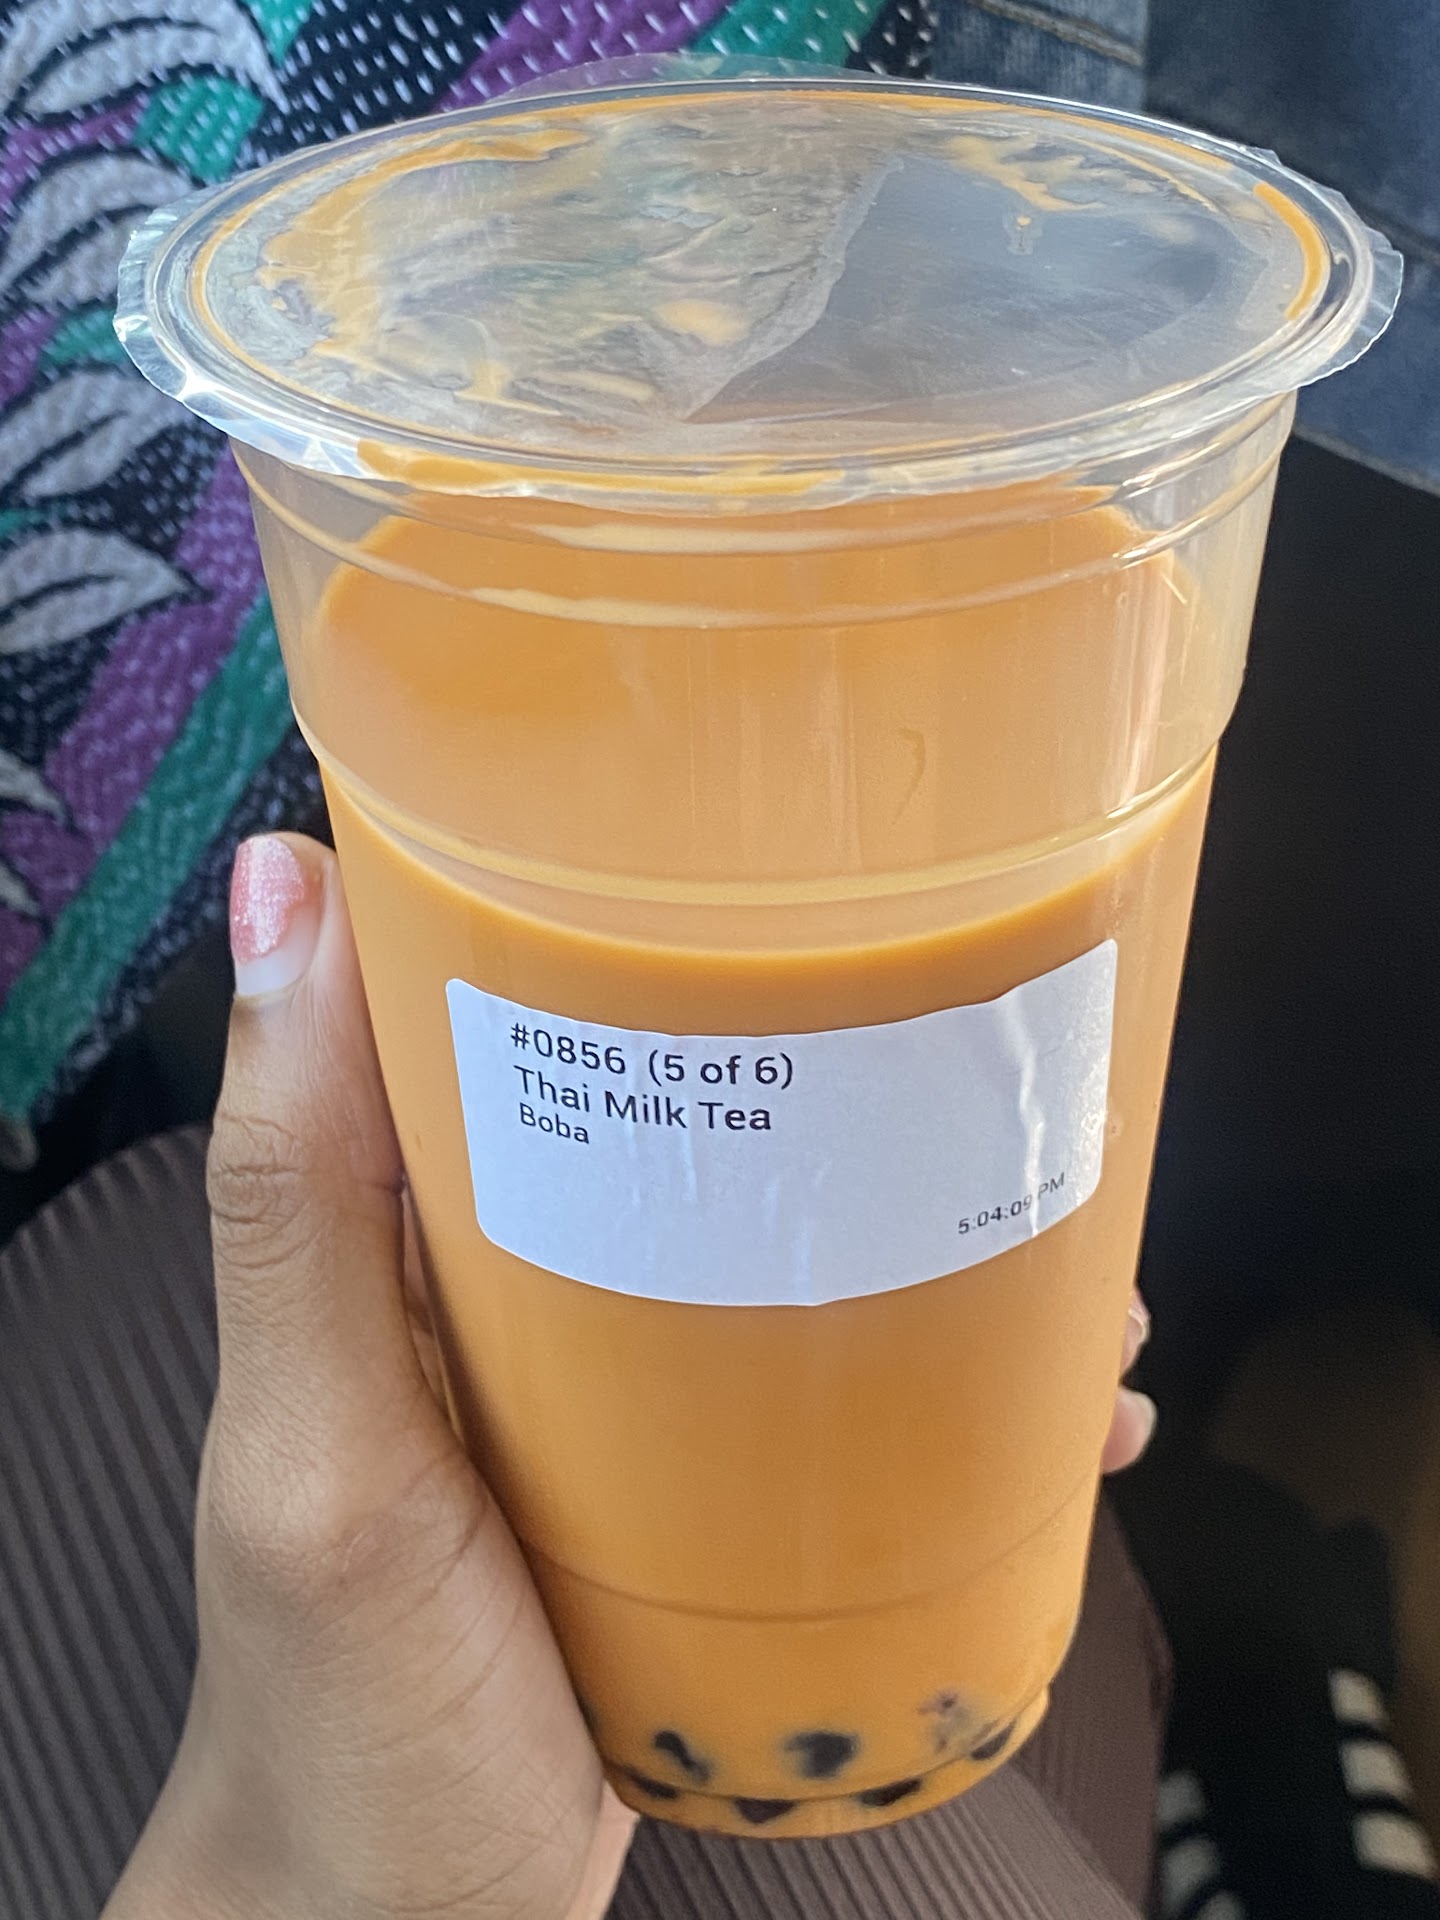 #0856 (5 of 6)
Thai Milk Tea
Boba
5:04:09 PM